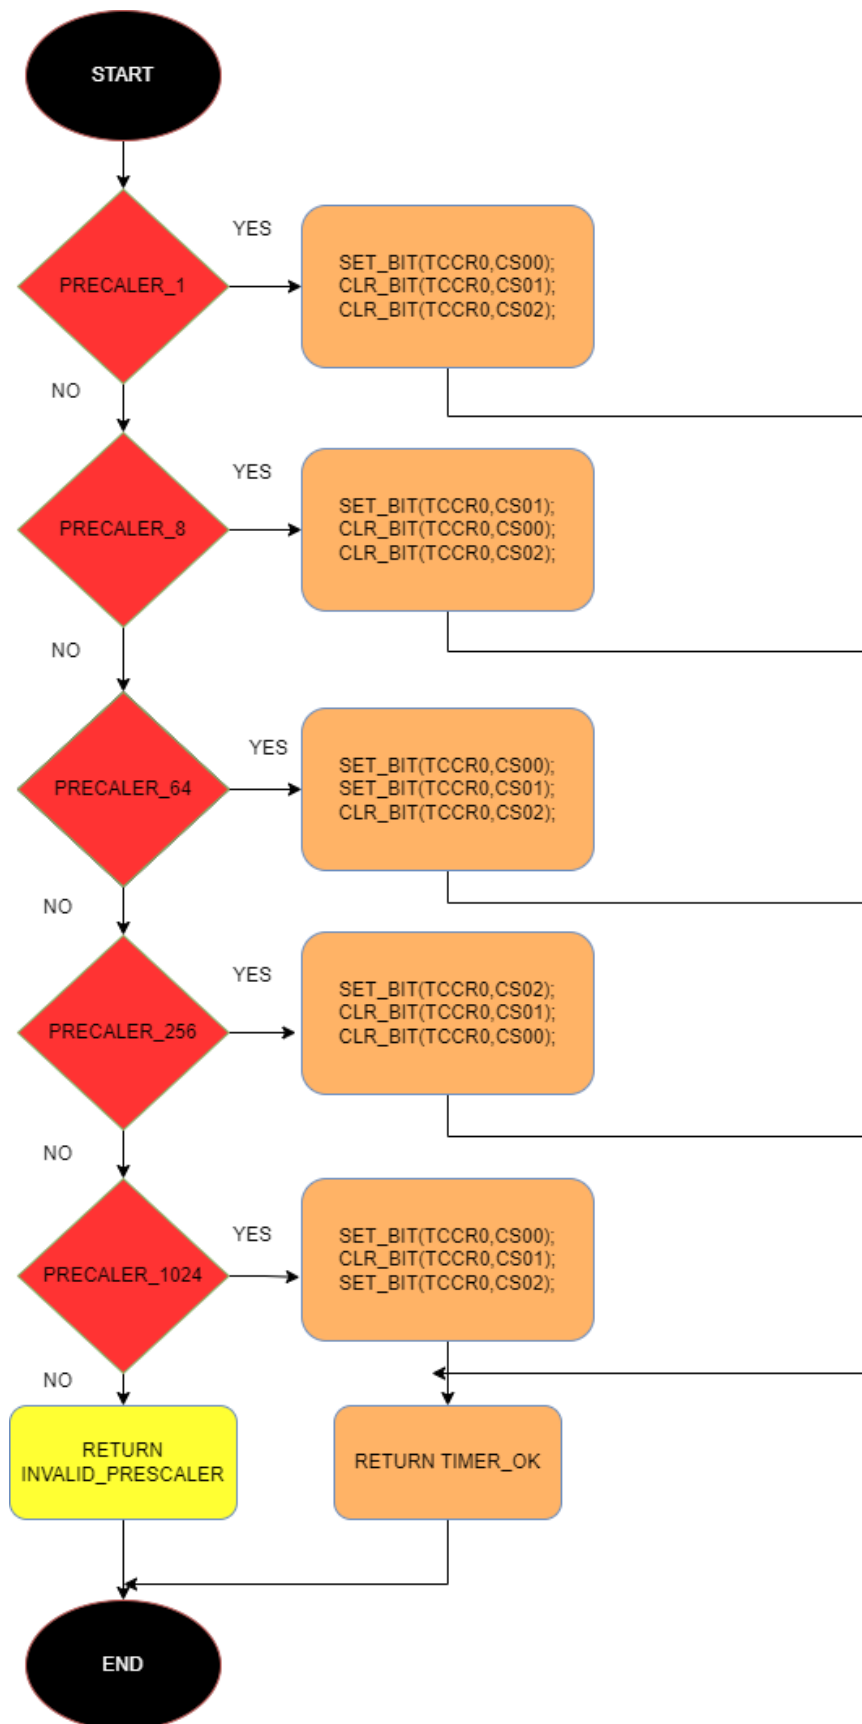 START
PRECALER_1
YES
SET_BIT(TCCR0,CS00);
CLR_BIT(TCCR0,CS01);
CLR_BIT(TCCR0,CS02);
NO
PRECALER_8
YES
SET_BIT(TCCR0,CS01);
CLR_BIT(TCCR0,CS00);
CLR_BIT(TCCR0,CS02);
NO
PRECALER_64
YES
SET_BIT(TCCR0,CS00);
SET_BIT(TCCR0,CS01);
CLR_BIT(TCCR0,CS02);
NO
PRECALER_256
YES
SET_BIT(TCCR0,CS02);
CLR_BIT(TCCR0,CS01);
CLR_BIT(TCCR0,CS00);
NO
PRECALER_1024
YES
SET_BIT(TCCR0,CS00);
CLR_BIT(TCCR0,CS01);
SET_BIT(TCCR0,CS02);
NO
RETURN
INVALID_PRESCALER
RETURN TIMER_OK
END